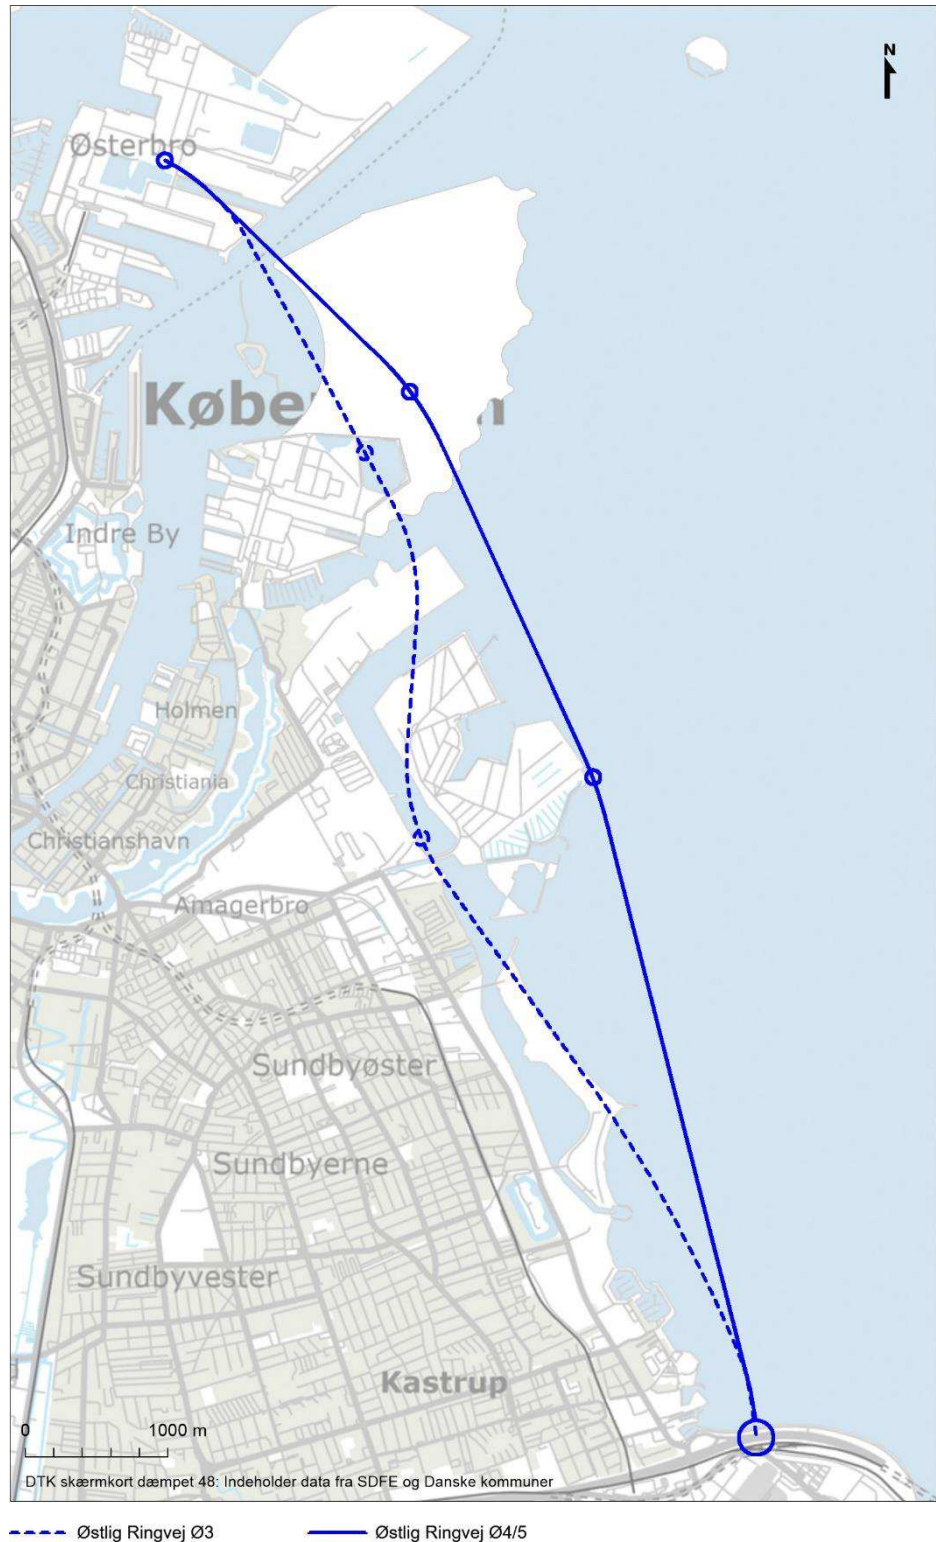 N
Østerbro
Købe n
Indre By
Holmen
Christiania
Christianshavn
Amagerbro
Sundbyøster
Sundbyerne
Sundbyvester
Kastrup
0 1000 m
DTK skærmkort dæmpet 48: Indeholder data fra SDFE og Danske kommuner
Østlig Ringvej Ø3 Østlig Ringvej Ø4/5